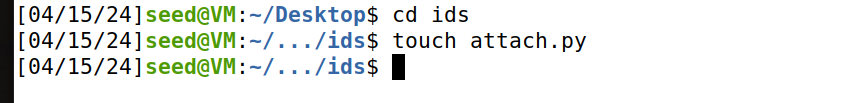 [04/15/24]seed@VM:~/Desktop$ cd ids
[04/15/24]seed@VM:~/.../ids$ touch attach.py
[04/15/24]seed@VM:~/.../ids$